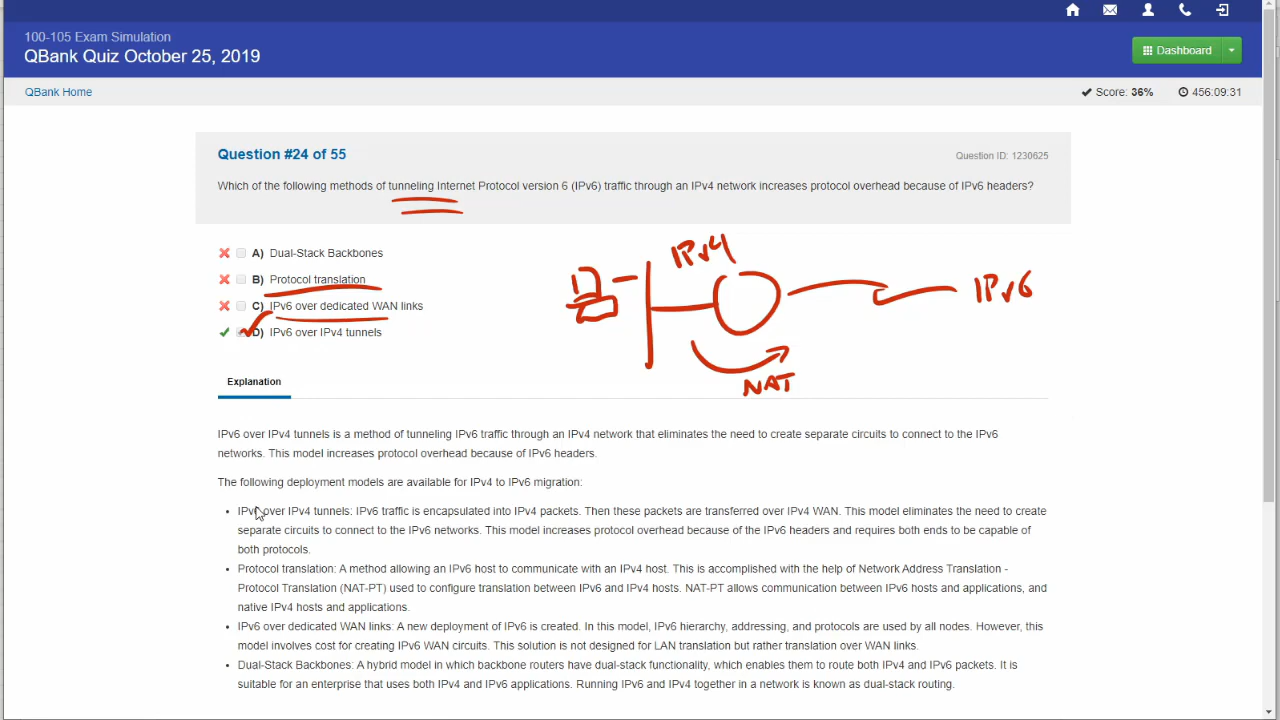 100-105 Exam Simulation
QBank Quiz October 25, 2019
Dashboard
QBank Home
Score: 36%
456:09:31
Question #24 of 55
Question ID: 1230625
Which of the following methods of tunneling Internet Protocol version 6 (IPv6) traffic through an IPv4 network increases protocol overhead because of IPv6 headers?
A) Dual-Stack Backbones
B) Protocol translation
C) IPv6 over dedicated WAN links
D) IPv6 over IPv4 tunnels
IPv4
IPv6
NAT
Explanation
IPv6 over IPv4 tunnels is a method of tunneling IPv6 traffic through an IPv4 network that eliminates the need to create separate circuits to connect to the IPv6
networks. This model increases protocol overhead because of IPv6 headers.
The following deployment models are available for IPv4 to IPv6 migration:
• IPv6 over IPv4 tunnels: IPv6 traffic is encapsulated into IPv4 packets. Then these packets are transferred over IPv4 WAN. This model eliminates the need to create
separate circuits to connect to the IPv6 networks. This model increases protocol overhead because of the IPv6 headers and requires both ends to be capable of
both protocols.
• Protocol translation: A method allowing an IPv6 host to communicate with an IPv4 host. This is accomplished with the help of Network Address Translation -
Protocol Translation (NAT-PT) used to configure translation between IPv6 and IPv4 hosts. NAT-PT allows communication between IPv6 hosts and applications, and
native IPv4 hosts and applications.
• IPv6 over dedicated WAN links: A new deployment of IPv6 is created. In this model, IPv6 hierarchy, addressing, and protocols are used by all nodes. However, this
model involves cost for creating IPv6 WAN circuits. This solution is not designed for LAN translation but rather translation over WAN links.
• Dual-Stack Backbones: A hybrid model in which backbone routers have dual-stack functionality, which enables them to route both IPv4 and IPv6 packets. It is
suitable for an enterprise that uses both IPv4 and IPv6 applications. Running IPv6 and IPv4 together in a network is known as dual-stack routing.